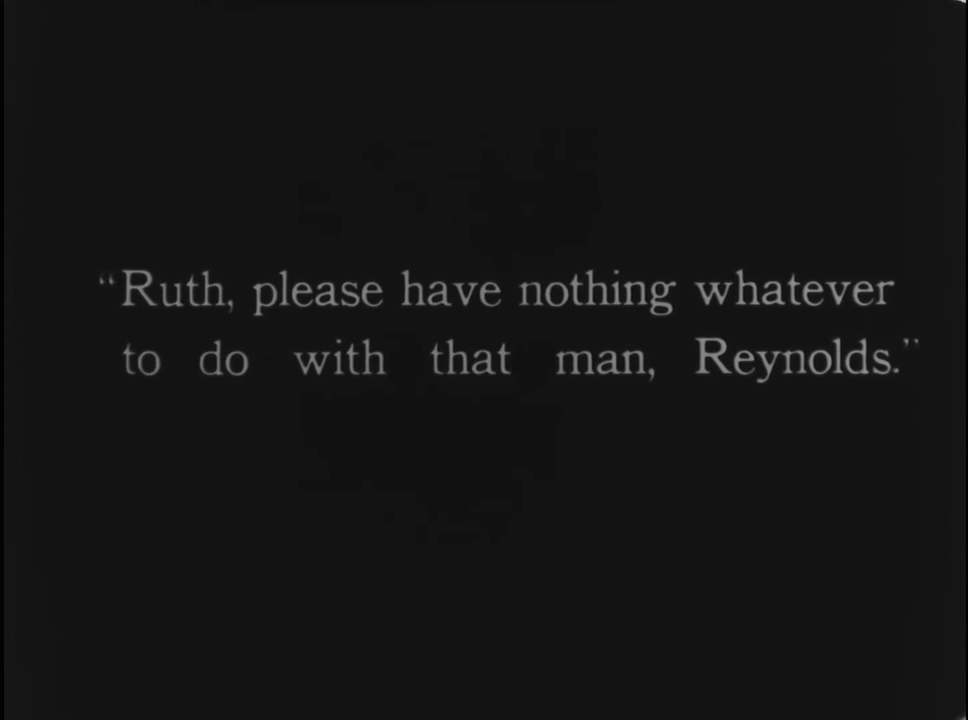 “Ruth, please have nothing whatever
to do with that man, Reynolds.”